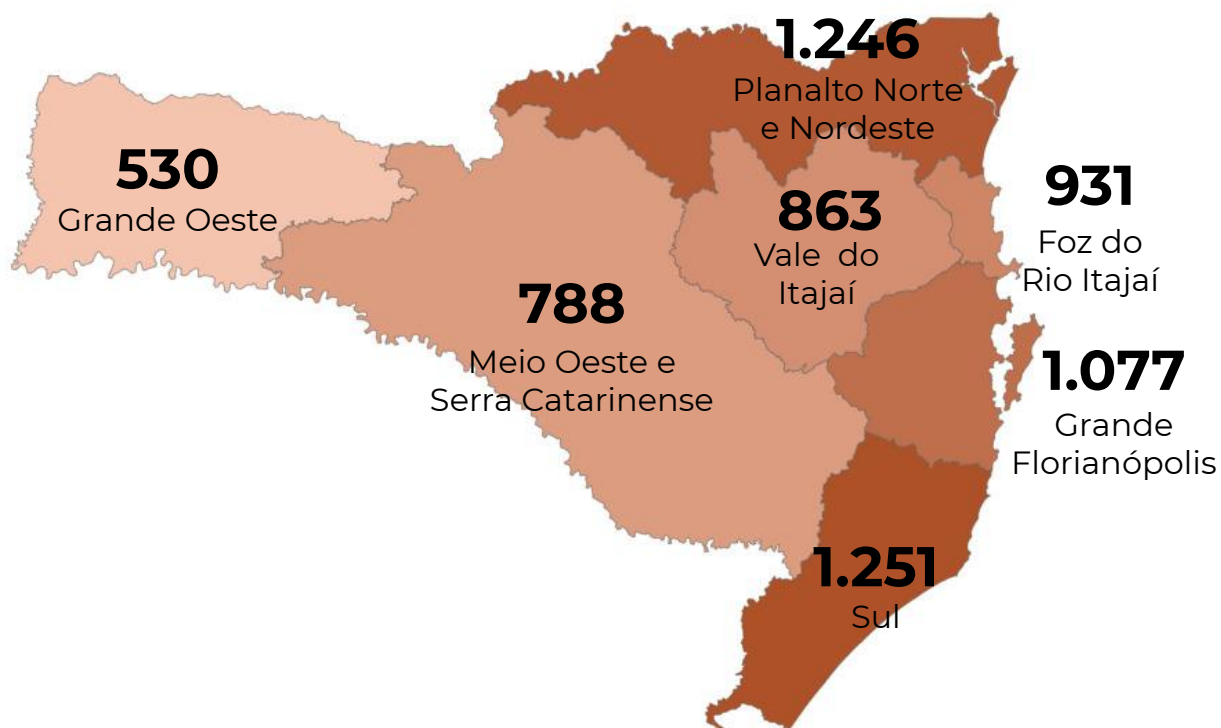 1.246
Planalto Norte
e Nordeste
530
Grande Oeste
863
Vale do
Itajaí
931
Foz do
Rio Itajaí
788
Meio Oeste e
Serra Catarinense
1.077
Grande
Florianópolis
1.251
Sul